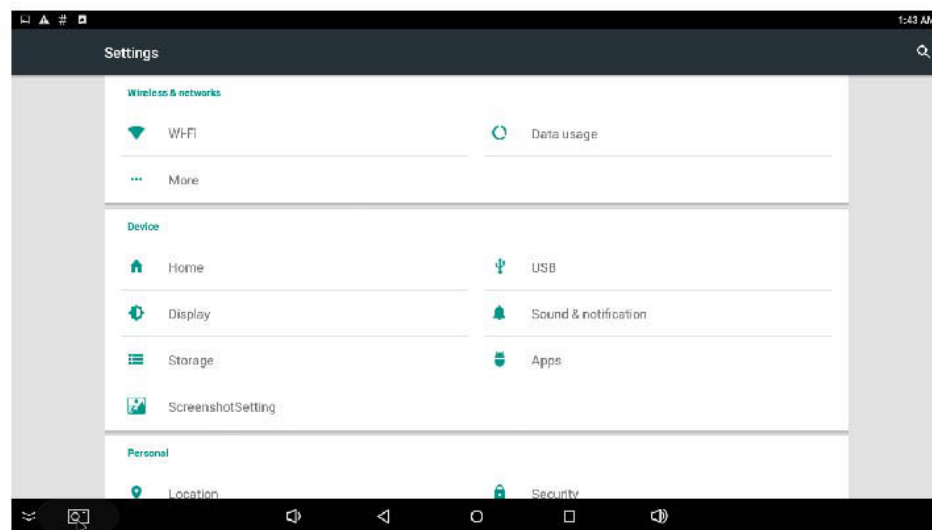 # 1:43 AM
Settings
Wireless & networks
Wi-Fi Data usage
More
Device
Home USB
Display Sound & notification
Storage Apps
ScreenshotSetting
Personal
Location Security